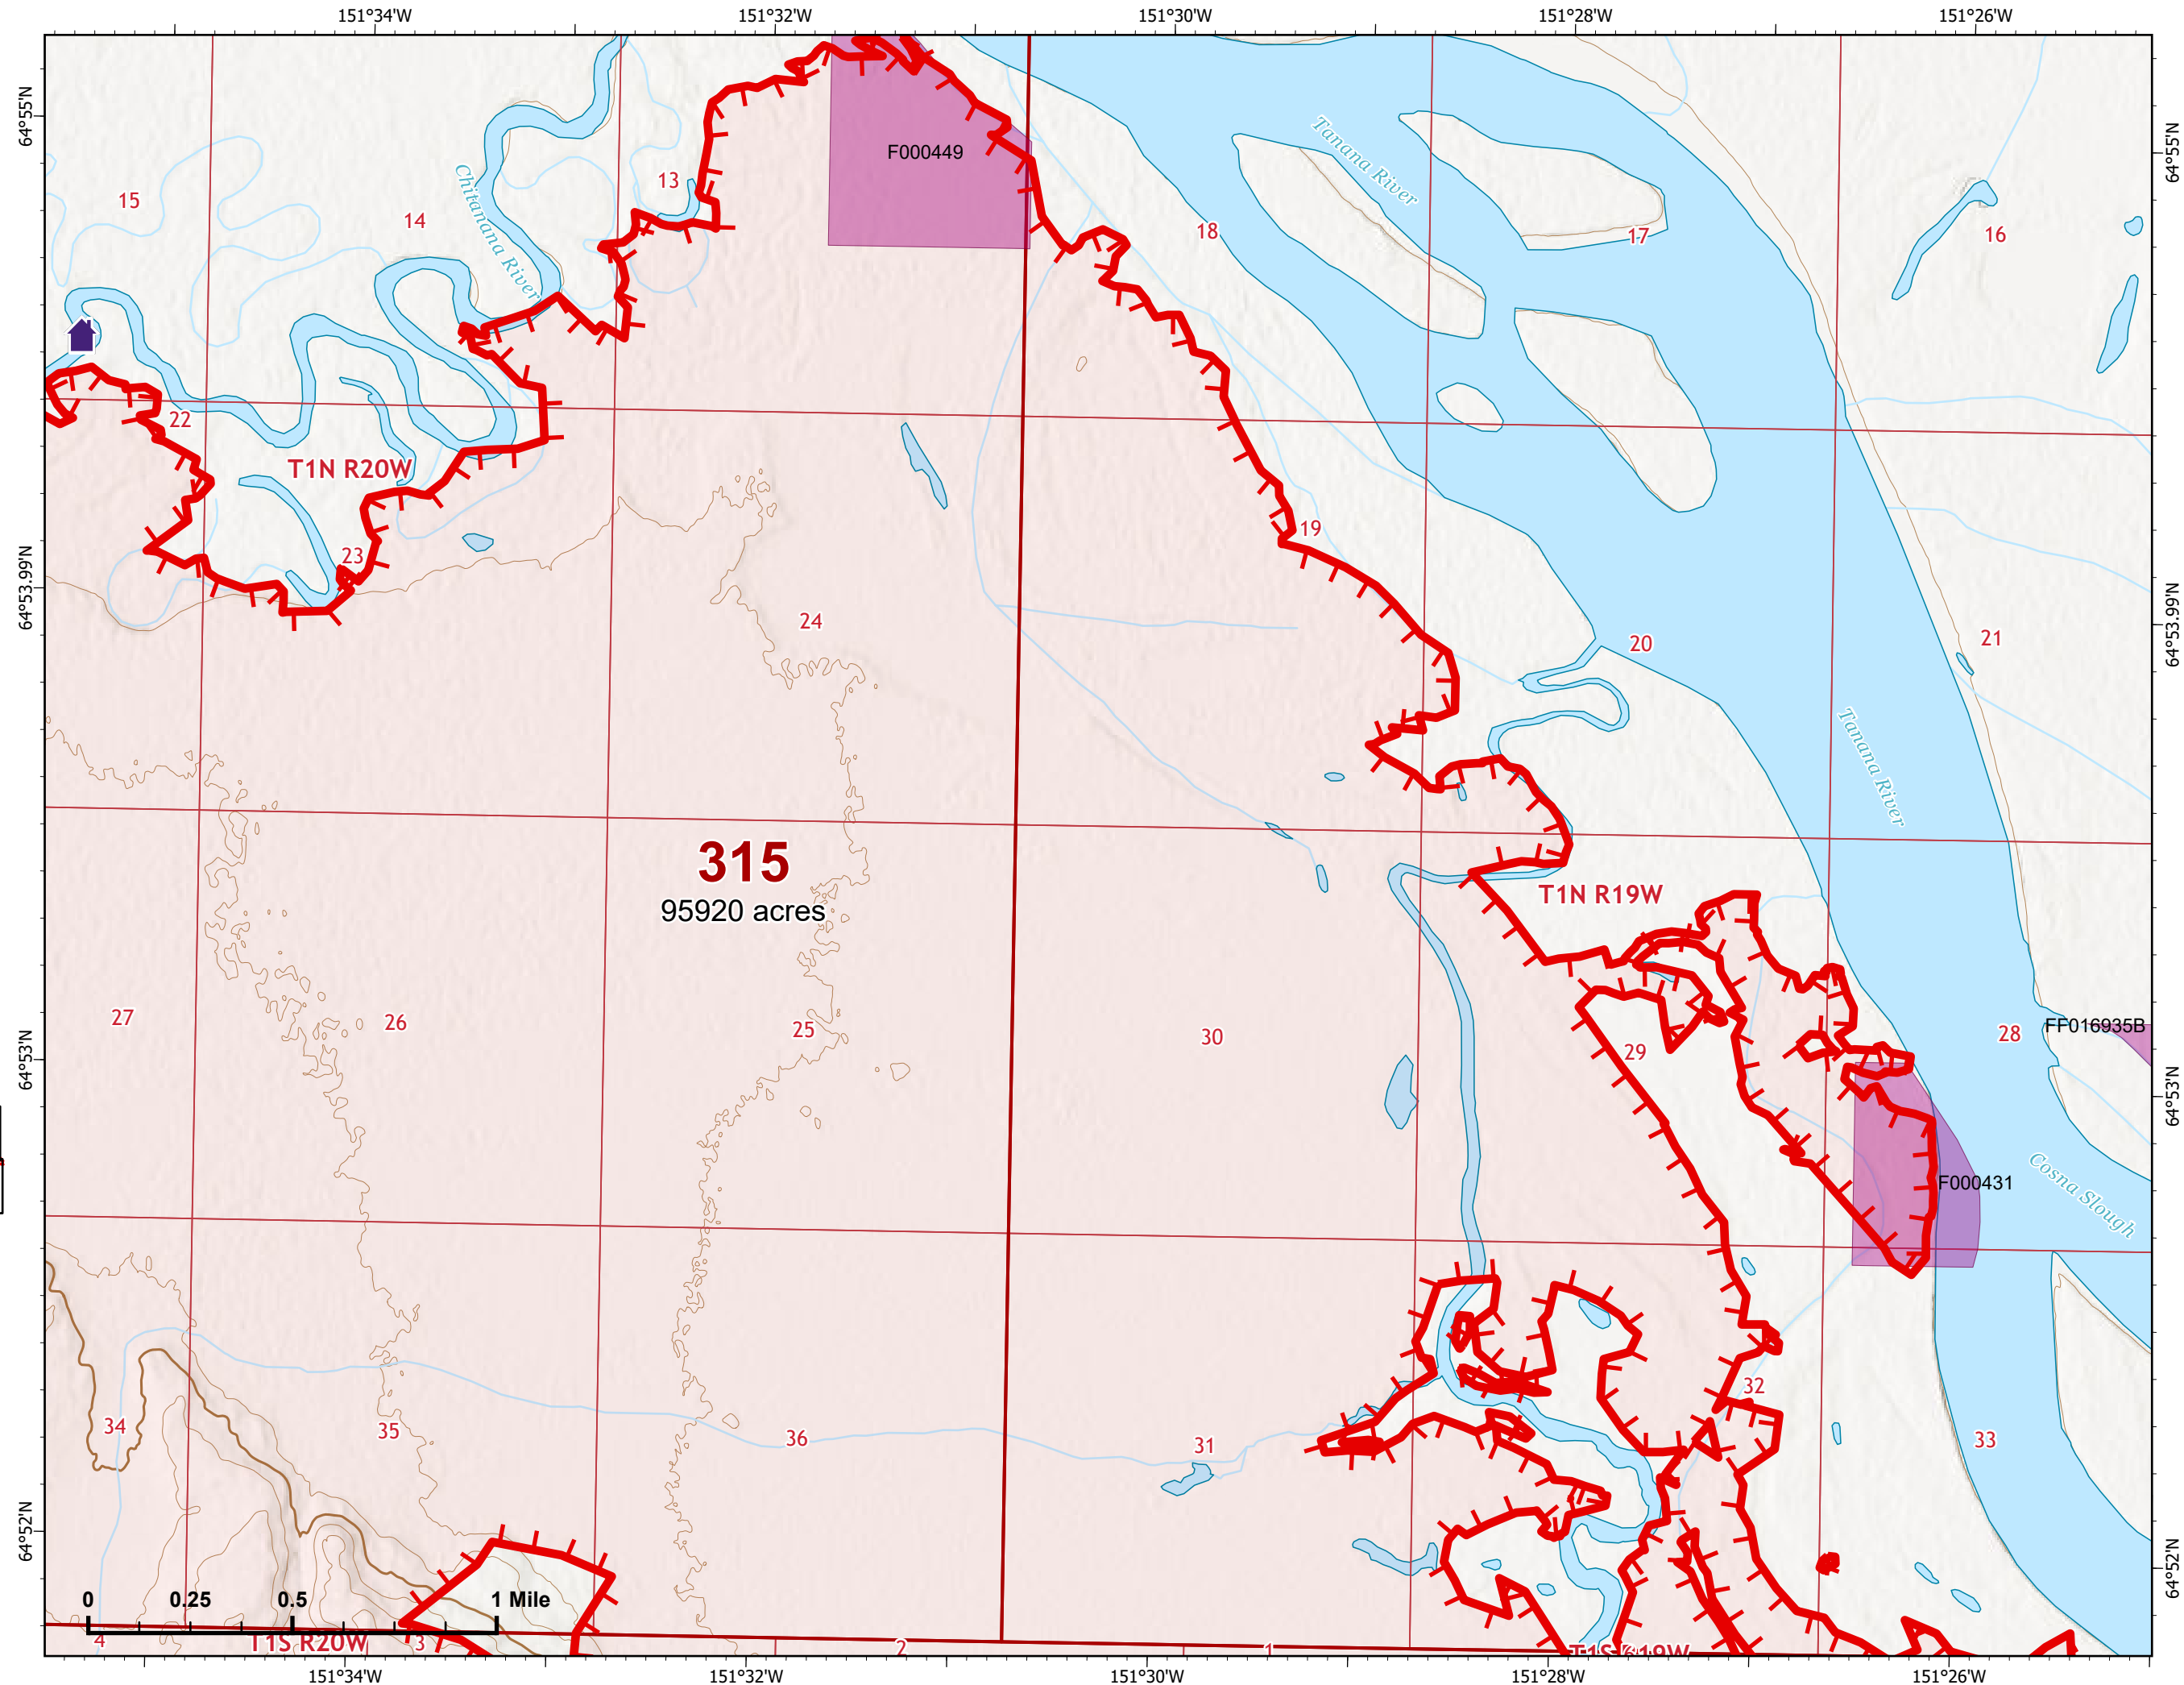 151°34'W
151°32'W
151°30'W
151°28'W
151°26'W
64°55'N
64°55'N
Tanana River
F000449
Chitanana River
13
15
14
18
17
16
22
T1N R20W
19
23
64°53.99'N
64°53.99'N
24
20
21
Tanana River
315
95920 acres
T1N R19W
27
26
25
30
29
28
FF016935B
64°53'N
64°53'N
F000431
Cosna Slough
32
34
35
36
31
33
64°52'N
64°52'N
0
0.25
0.5
1 Mile
4
T1S R20W
3
2
1
T1S R19W
151°34'W
151°32'W
151°30'W
151°28'W
151°26'W